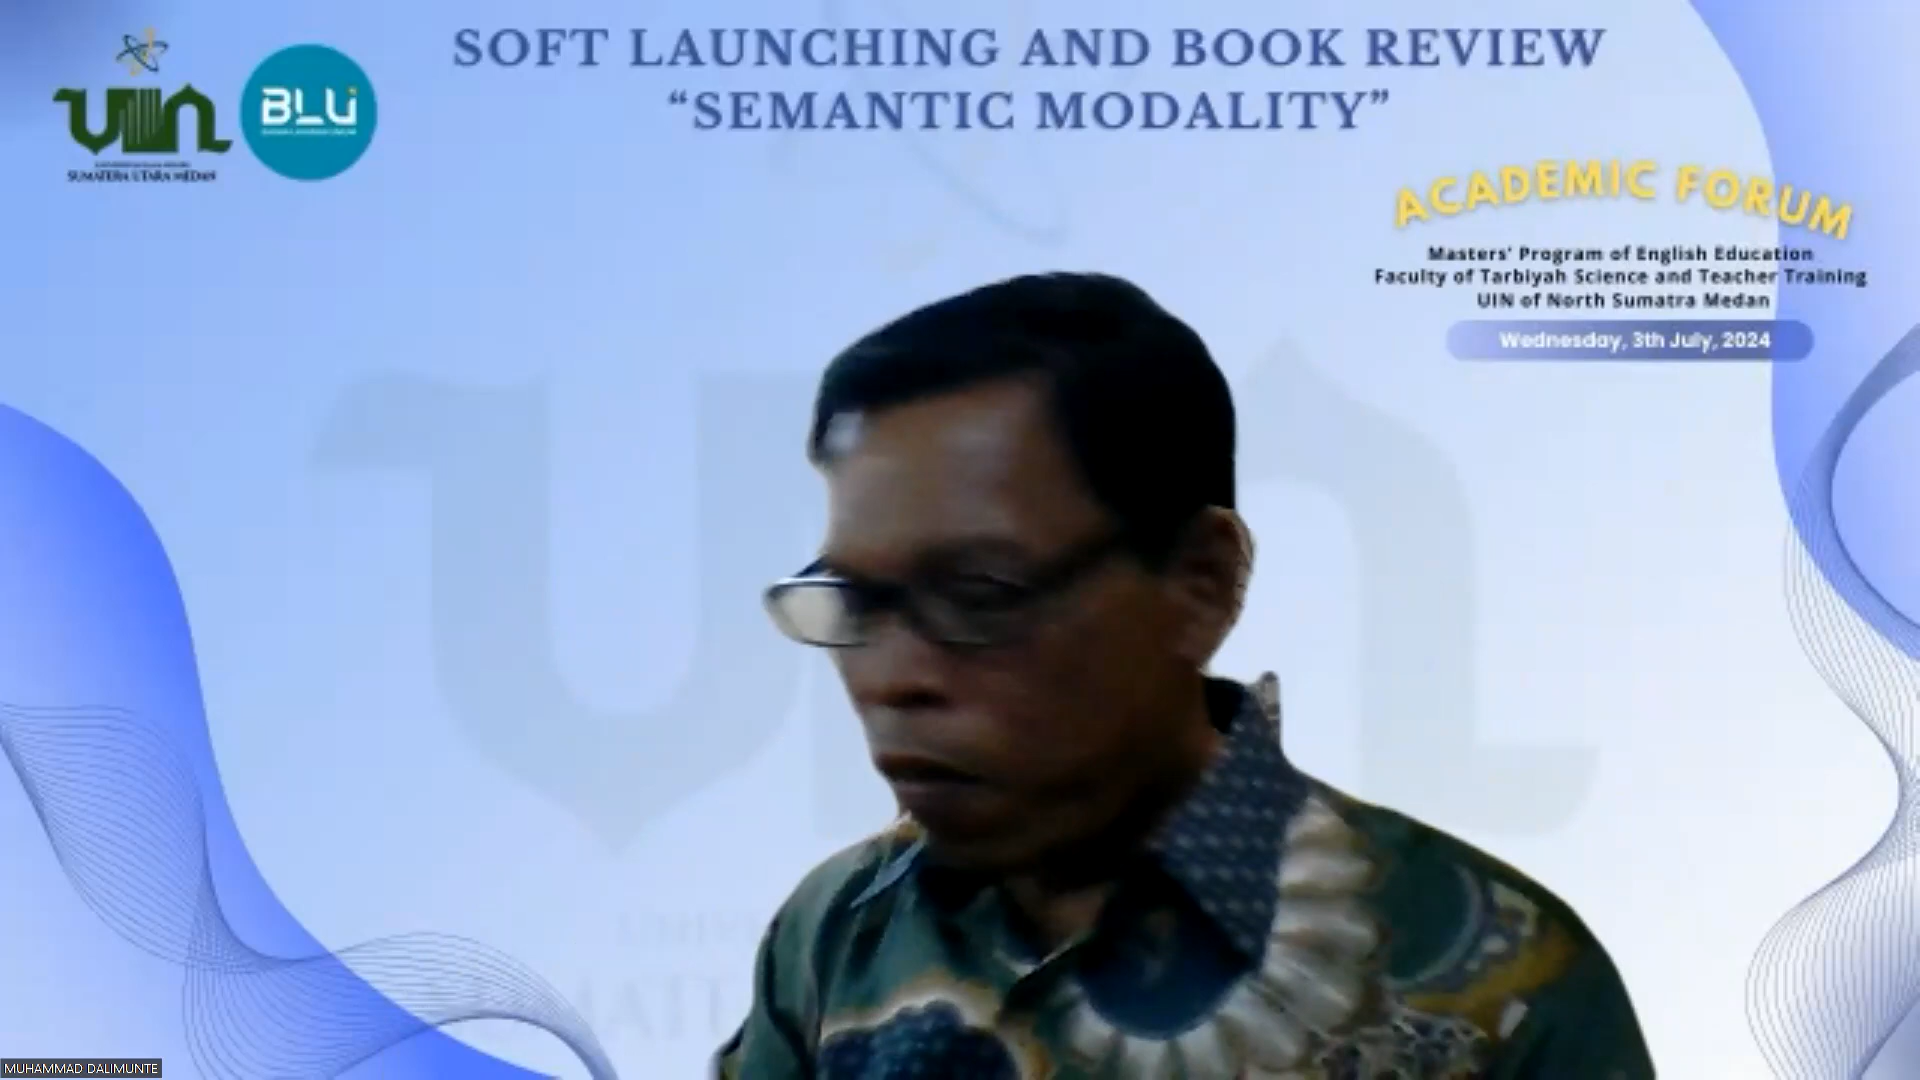 SOFT LAUNCHING AND BOOK REVIEW
“SEMANTIC MODALITY”
UIN
SUMATERA UTARA MEDAN
BLU
ACADEMIC FORUM
Masters' Program of English Education
Faculty of Tarbiyah Science and Teacher Training
UIN of North Sumatra Medan
Wednesday, 3th July, 2024
MUHAMMAD DALIMUNTE